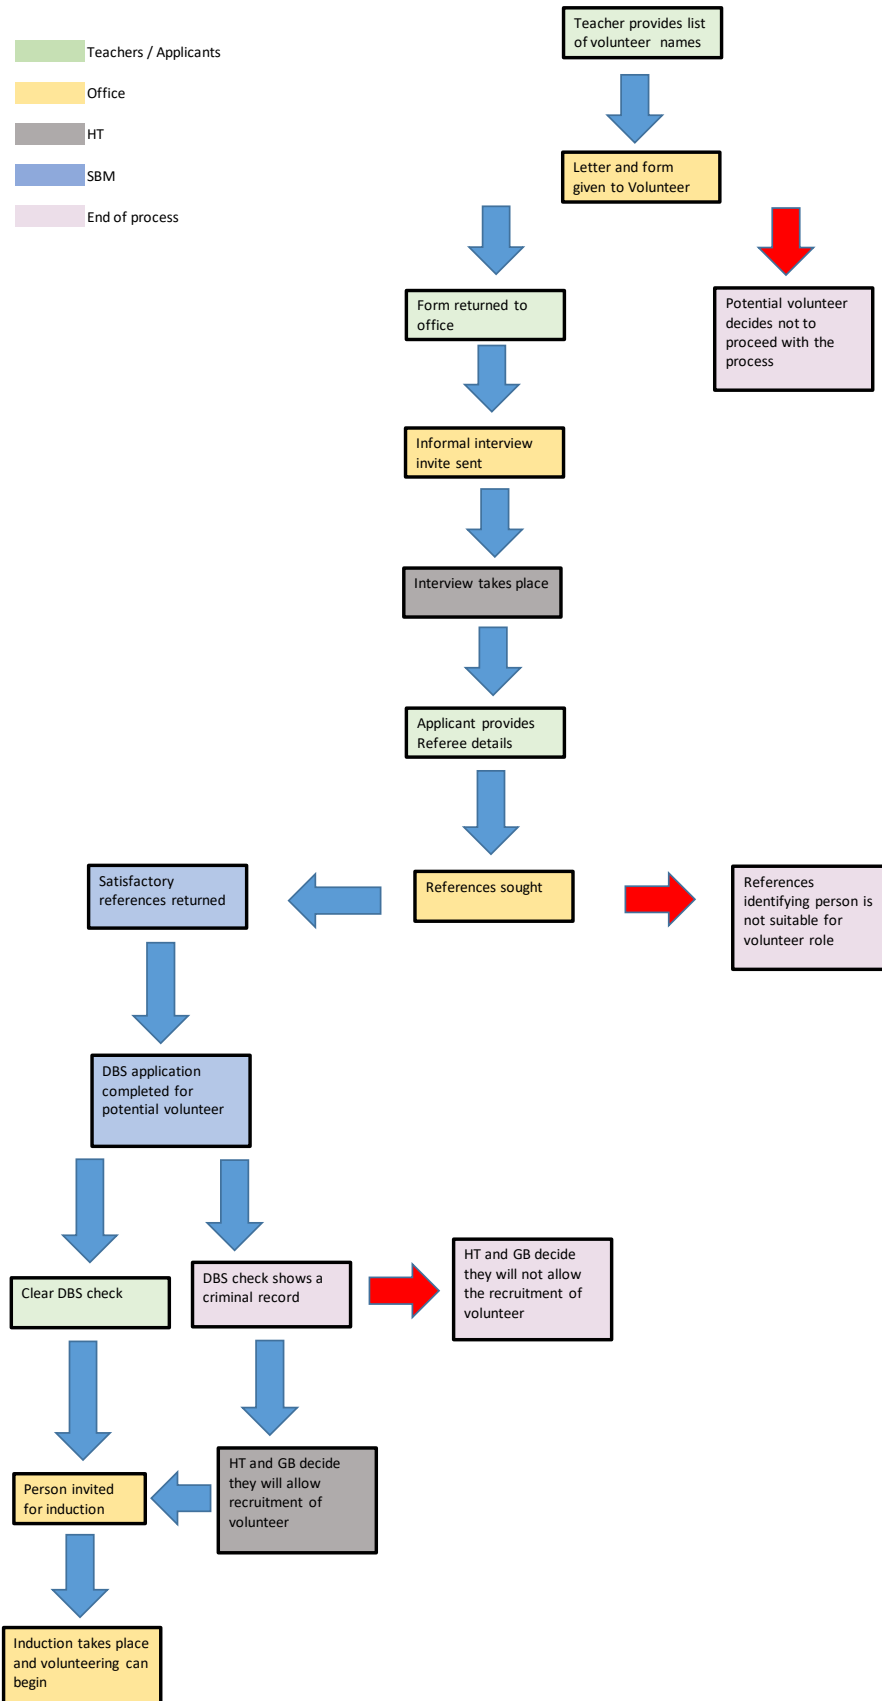 Teachers / Applicants
Office
HT
SBM
End of process
Teacher provides list
of volunteer names
Letter and form
given to Volunteer
Form returned to
office
Potential volunteer
decides not to
proceed with the
process
Informal interview
invite sent
Interview takes place
Applicant provides
Referee details
Satisfactory
references returned
References sought
References
identifying person is
not suitable for
volunteer role
DBS application
completed for
potential volunteer
Clear DBS check
DBS check shows a
criminal record
HT and GB decide
they will not allow
the recruitment of
volunteer
Person invited
for induction
HT and GB decide
they will allow
recruitment of
volunteer
Induction takes place
and volunteering can
begin